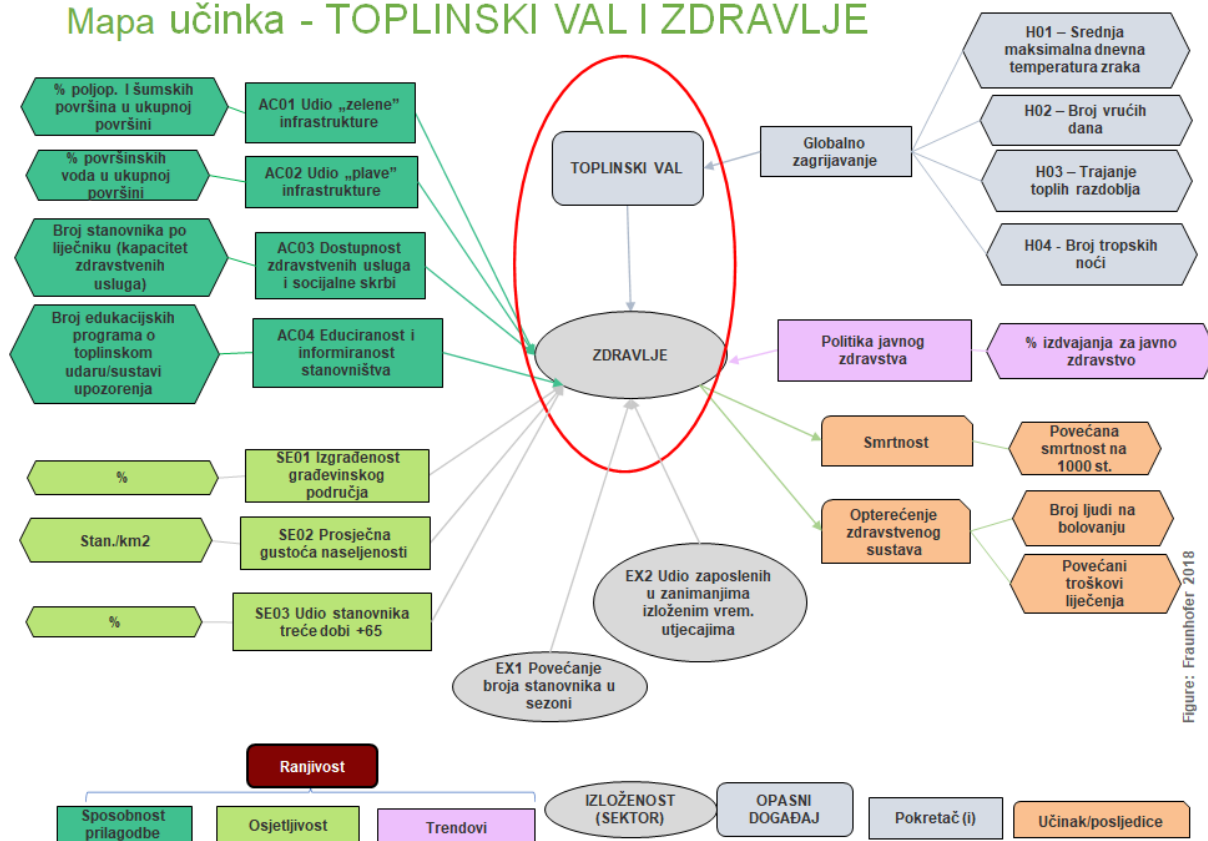 Mapa učinka - TOPLINSKI VAL I ZDRAVLJE
% poljop. I šumskih
površina u ukupnoj
površini
AC01 Udio „zelene”
infrastrukture
% površinskih
voda u ukupnoj
površini
AC02 Udio „plave”
infrastrukture
Broj stanovnika po
liječniku (kapacitet
zdravstvenih
usluga)
AC03 Dostupnost
zdravstvenih usluga
i socijalne skrbi
Broj edukacijskih
programa o
toplinskom
udaru/sustavi
upozorenja
AC04 Educiranost i
informiranost
stanovništva
%
SE01 Izgrađenost
građevinskog
područja
Stan./km2
SE02 Prosječna
gustoća naseljenosti
%
SE03 Udio stanovnika
treće dobi +65
TOPLINSKI VAL
ZDRAVLJE
EX2 Udio zaposlenih
u zanimanjima
izloženim vrem.
utjecajima
EX1 Povećanje
broja stanovnika u
sezoni
Globalno
zagrijavanje
H01 – Srednja
maksimalna dnevna
temperatura zraka
H02 – Broj vrućih
dana
H03 – Trajanje
toplih razdoblja
H04 - Broj tropskih
noći
Politika javnog
zdravstva
% izdvajanja za javno
zdravstvo
Smrtnost
Povećana
smrtnost na
1000 st.
Opterećenje
zdravstvenog
sustava
Broj ljudi na
bolovanju
Povećani
troškovi
liječenja
Figure: Fraunhofer 2018
Ranjivost
Sposobnost
prilagodbe
Osjetljivost
Trendovi
IZLOŽENOST
(SEKTOR)
OPASNI
DOGAĐAJ
Pokretač (i)
Učinak/posljedice